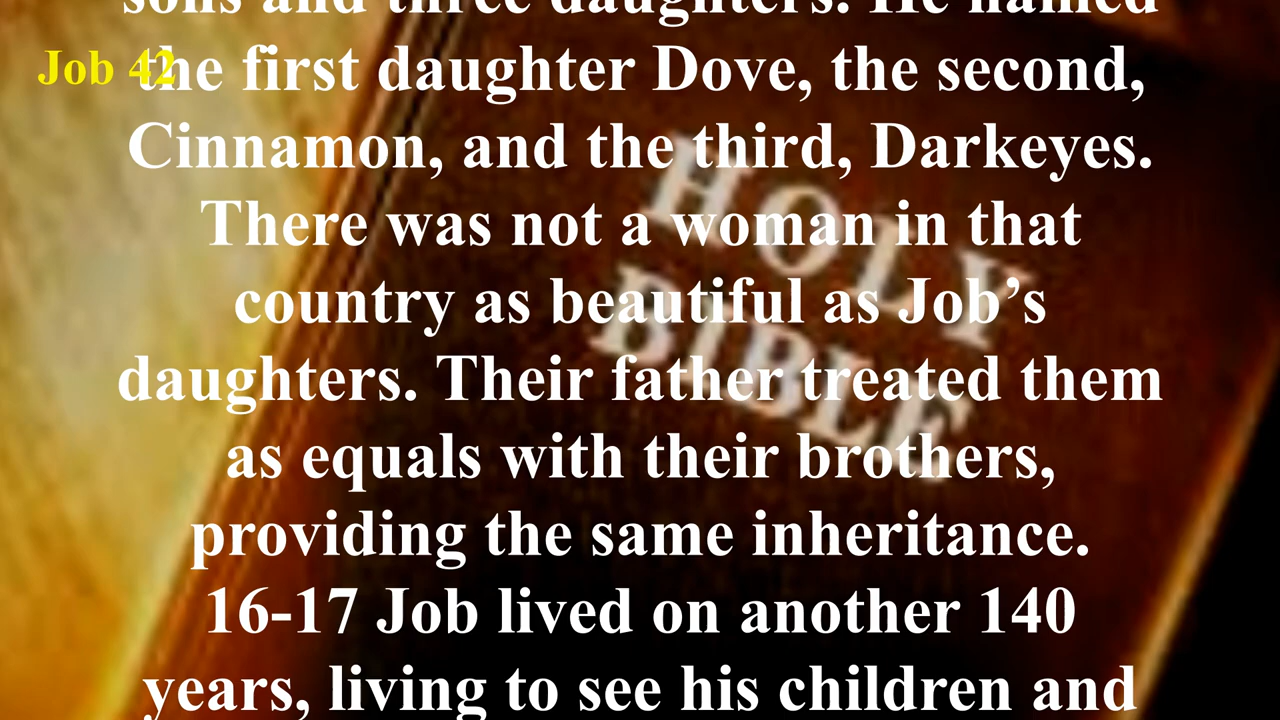 sons and three daughters. He named
Job 42
the first daughter Dove, the second,
Cinnamon, and the third, Darkeyes.
There was not a woman in that
country as beautiful as Job’s
daughters. Their father treated them
as equals with their brothers,
providing the same inheritance.
16-17 Job lived on another 140
years, living to see his children and
HOLY
BIBLE